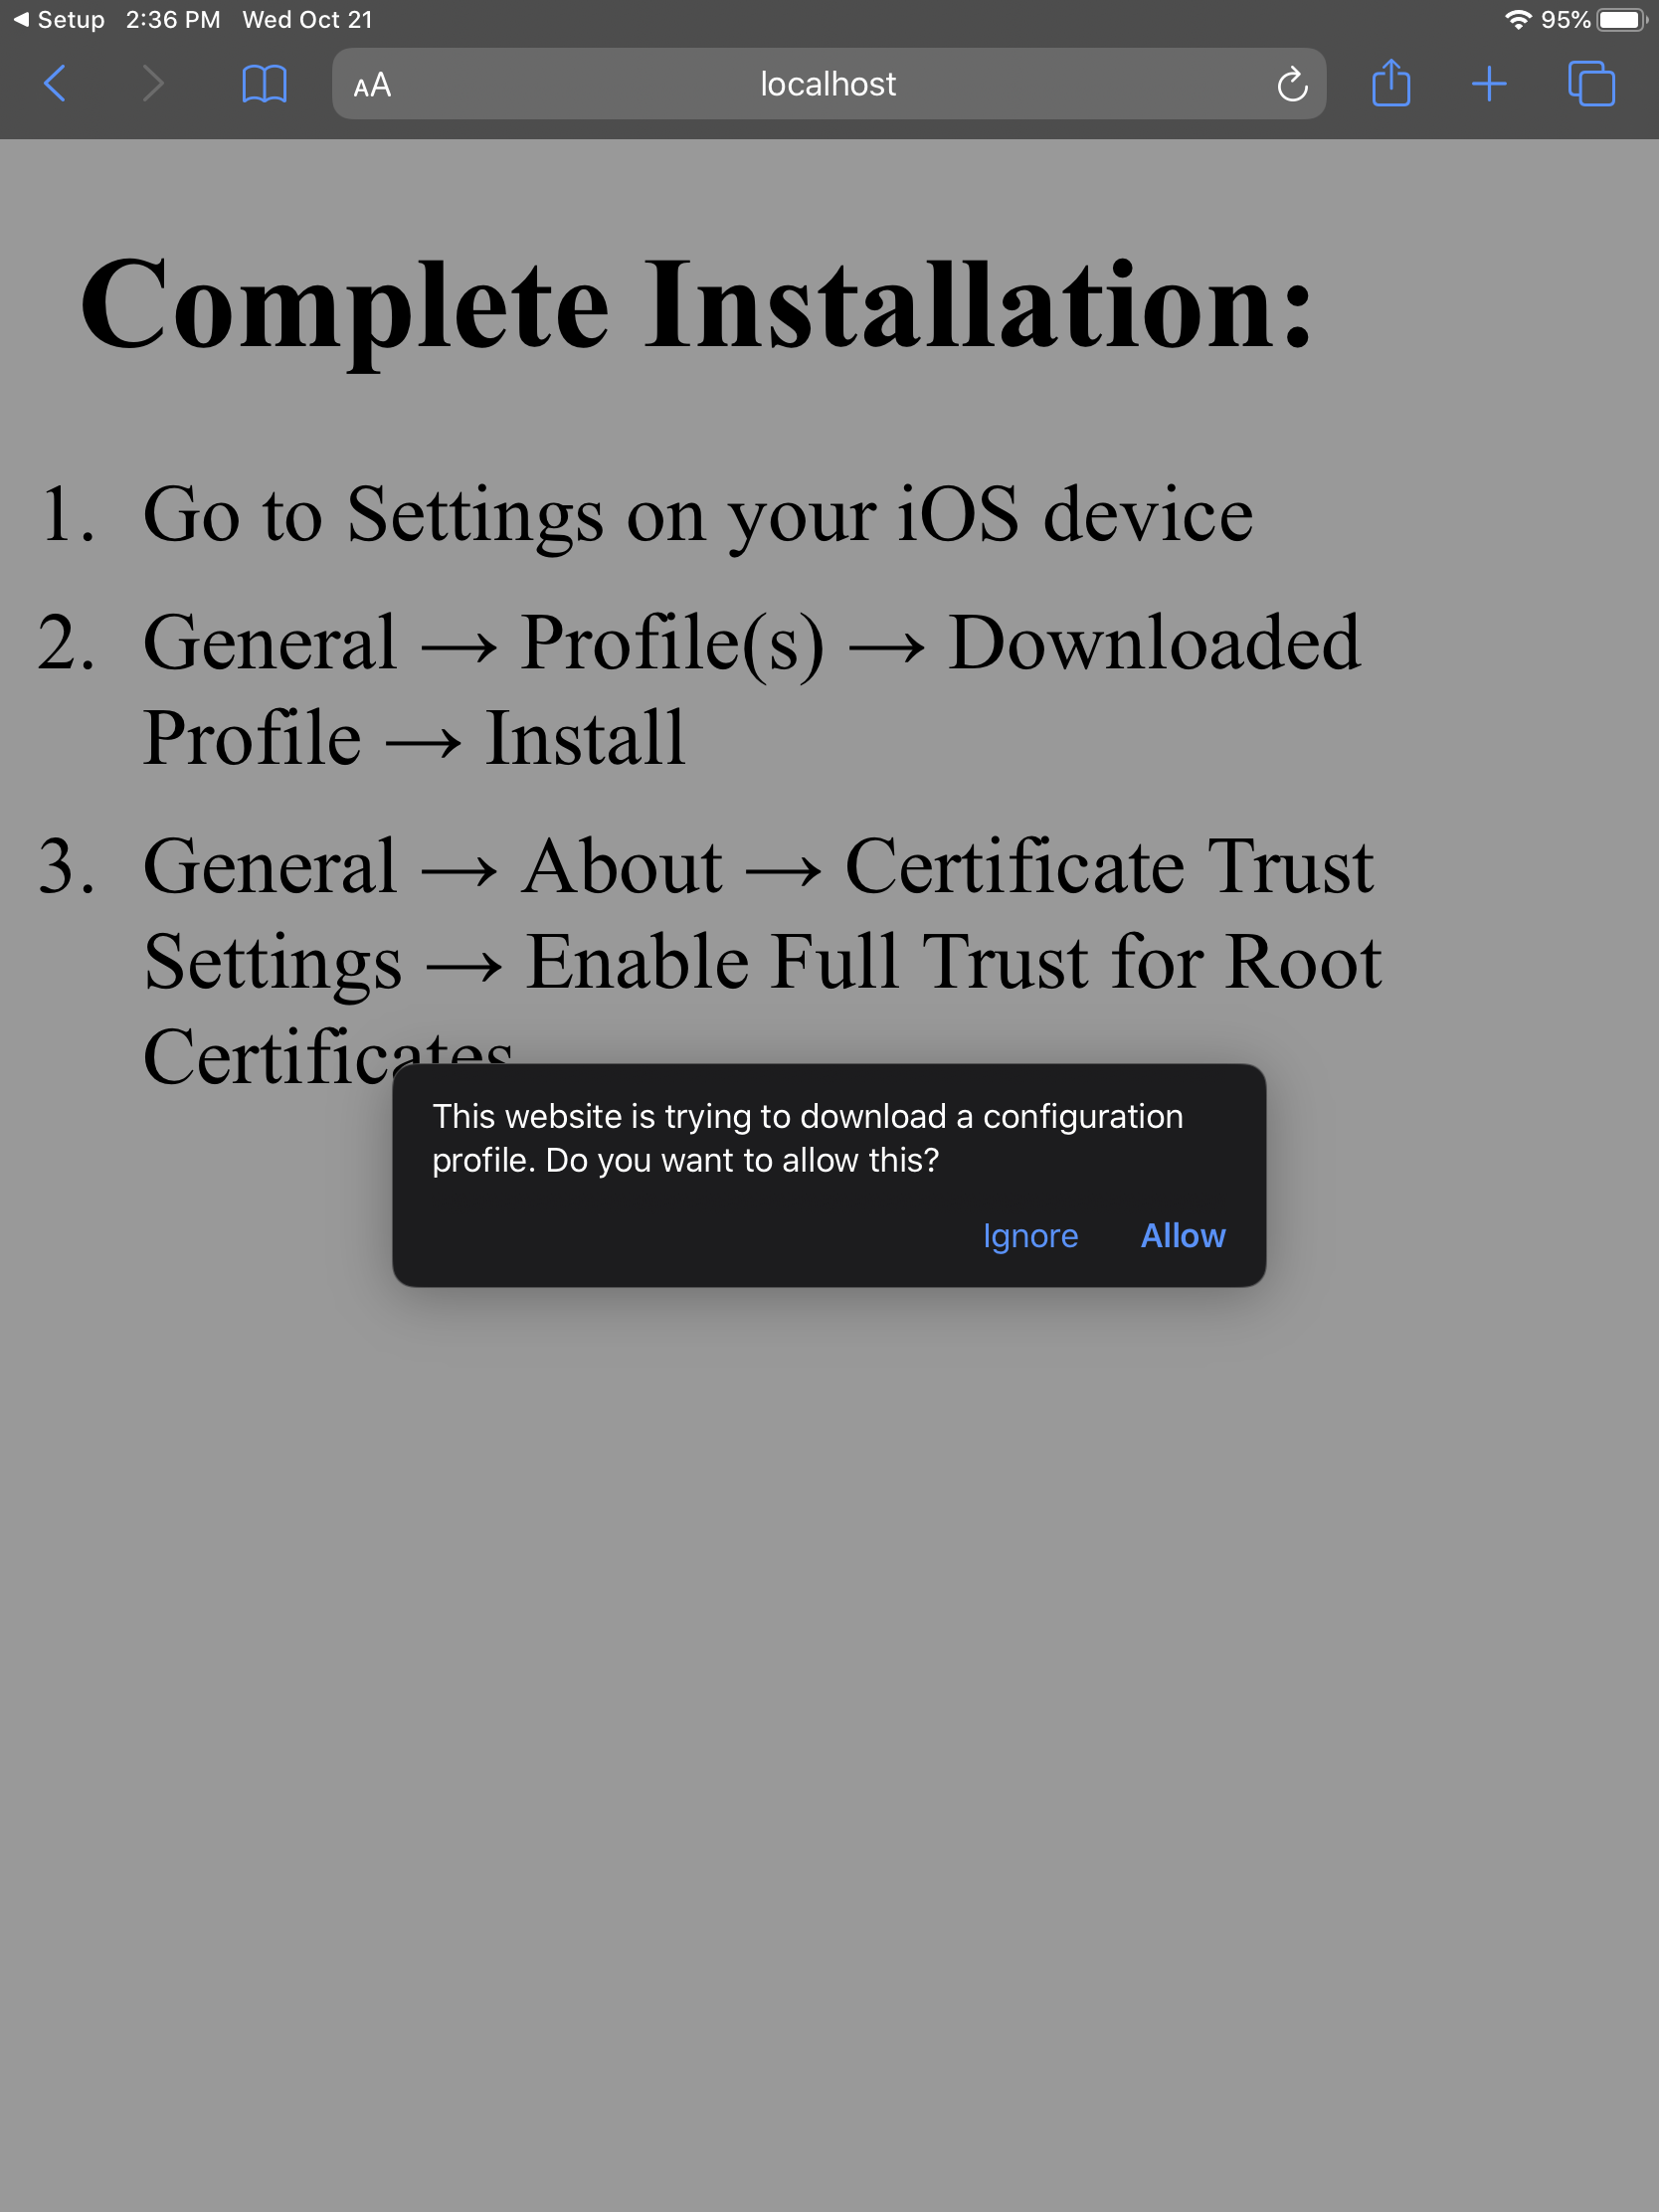 Setup 2:36 PM Wed Oct 21 95%
AA localhost
Complete Installation:
1. Go to Settings on your iOS device
2. General → Profile(s) → Downloaded
Profile → Install
3. General → About → Certificate Trust
Settings → Enable Full Trust for Root
Certificates
This website is trying to download a configuration
profile. Do you want to allow this?
Ignore Allow